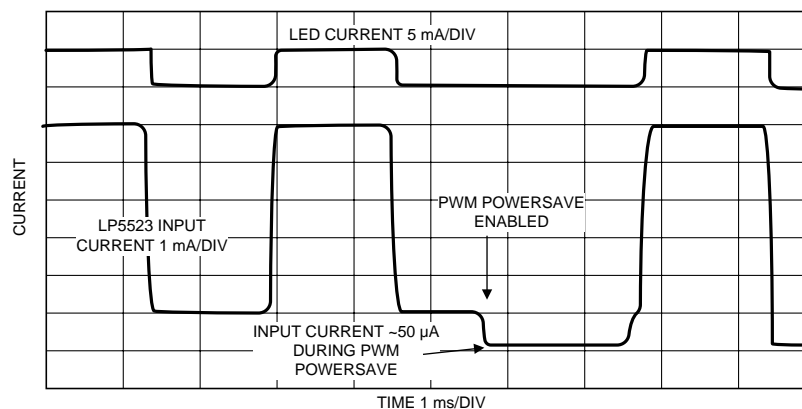 LED CURRENT 5 mA/DIV
CURRENT
LP5523 INPUT
CURRENT 1 mA/DIV
PWM POWERSAVE
ENABLED
INPUT CURRENT ~50 µA
DURING PWM
POWERSAVE
TIME 1 ms/DIV